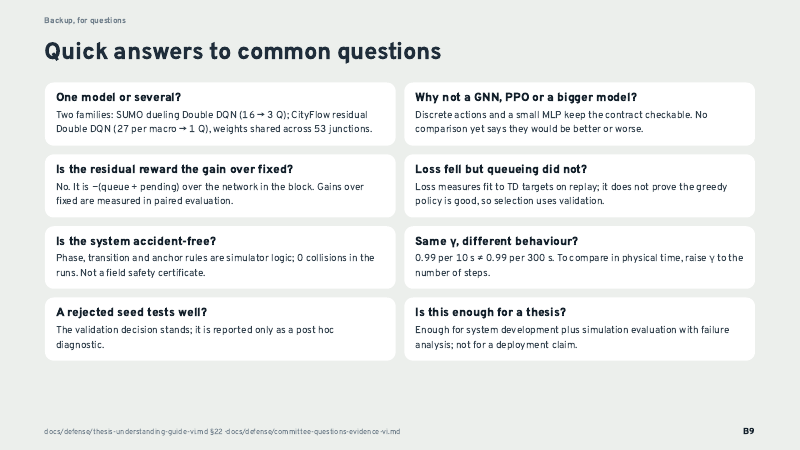 Backup, for questions
Quick answers to common questions
One model or several?
Two families: SUMO dueling Double DQN (16 → 3 Q); CityFlow residual
Double DQN (27 per macro → 1 Q), weights shared across 53 junctions.
Why not a GNN, PPO or a bigger model?
Discrete actions and a small MLP keep the contract checkable. No
comparison yet says they would be better or worse.
Is the residual reward the gain over fixed?
No. It is −(queue + pending) over the network in the block. Gains over
fixed are measured in paired evaluation.
Loss fell but queueing did not?
Loss measures fit to TD targets on replay; it does not prove the greedy
policy is good, so selection uses validation.
Is the system accident-free?
Phase, transition and anchor rules are simulator logic; 0 collisions in the
runs. Not a field safety certificate.
Same γ, different behaviour?
0.99 per 10 s ≠ 0.99 per 300 s. To compare in physical time, raise γ to the
number of steps.
A rejected seed tests well?
The validation decision stands; it is reported only as a post hoc
diagnostic.
Is this enough for a thesis?
Enough for system development plus simulation evaluation with failure
analysis; not for a deployment claim.
docs/defense/thesis-understanding-guide-vi.md §22 · docs/defense/committee-questions-evidence-vi.md
B9